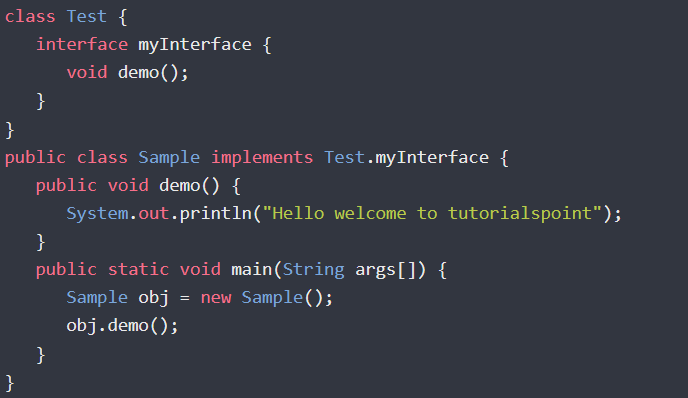 class Test {
   interface myInterface {
      void demo();
   }
}
public class Sample implements Test.myInterface {
   public void demo() {
      System.out.println("Hello welcome to tutorialspoint");
   }
   public static void main(String args[]) {
      Sample obj = new Sample();
      obj.demo();
   }
}